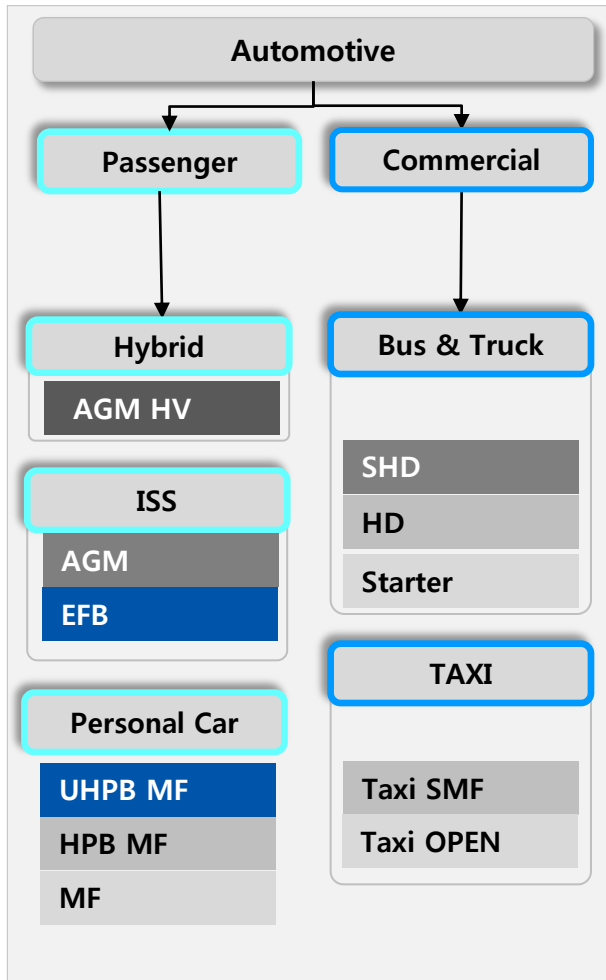 Automotive
Passenger
Commercial
Hybrid
AGM HV
ISS
AGM
EFB
Personal Car
UHPB MF
HPB MF
MF
Bus & Truck
SHD
HD
Starter
TAXI
Taxi SMF
Taxi OPEN